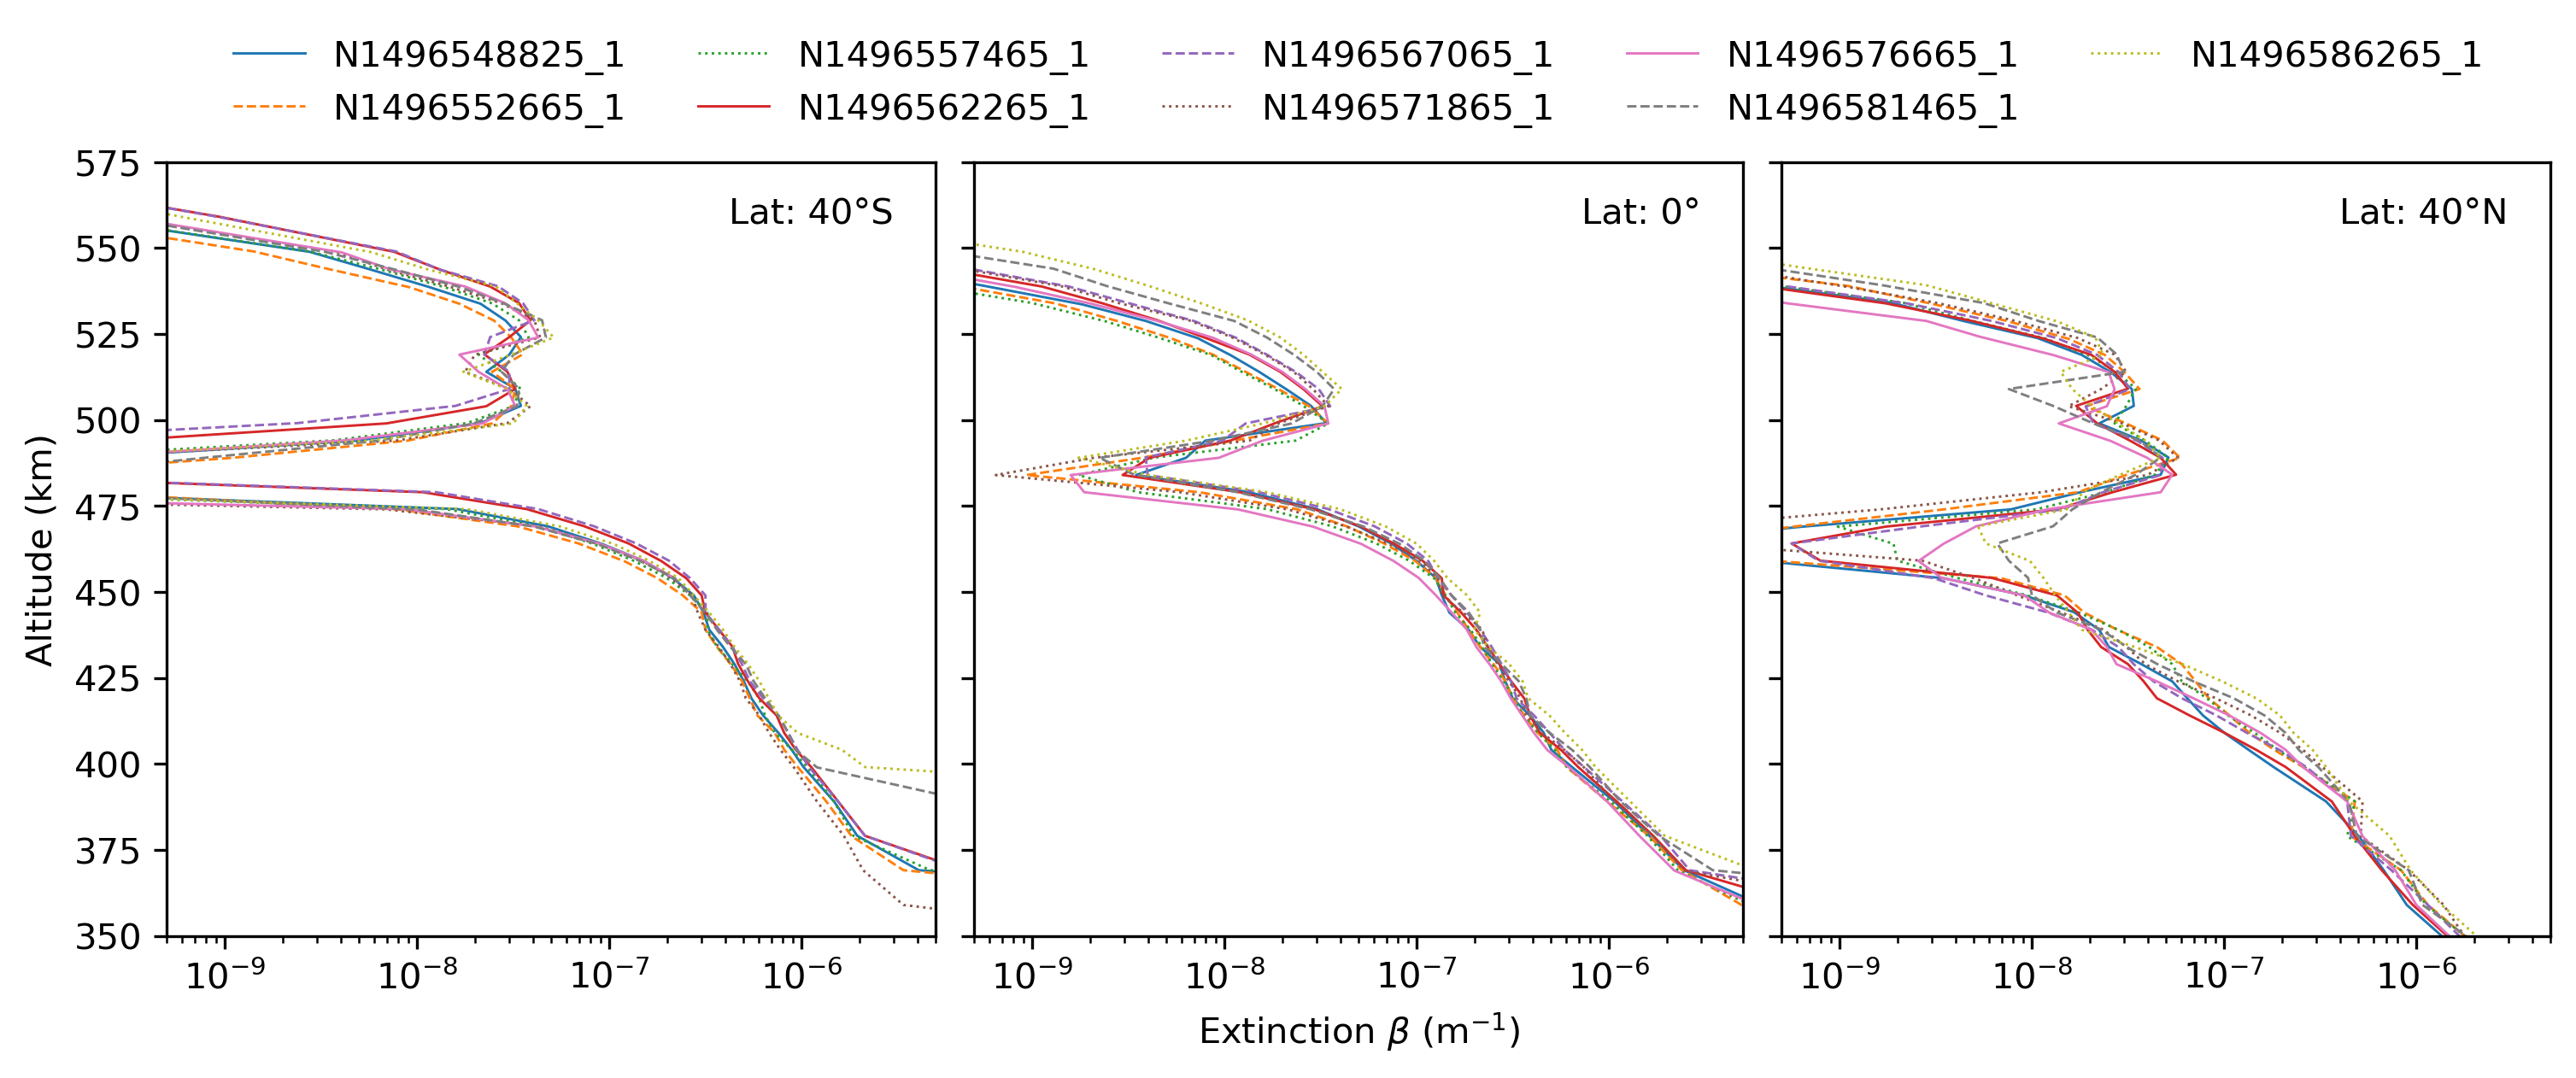 N1496548825_1 N1496557465_1 N1496567065_1 N1496576665_1 N1496586265_1
N1496552665_1 N1496562265_1 N1496571865_1 N1496581465_1
Altitude (km)
575
550
525
500
475
450
425
400
375
350
Lat: 40°S Lat: 0° Lat: 40°N
10⁻⁹ 10⁻⁸ 10⁻⁷ 10⁻⁶ 10⁻⁹ 10⁻⁸ 10⁻⁷ 10⁻⁶ 10⁻⁹ 10⁻⁸ 10⁻⁷ 10⁻⁶
Extinction β (m⁻¹)